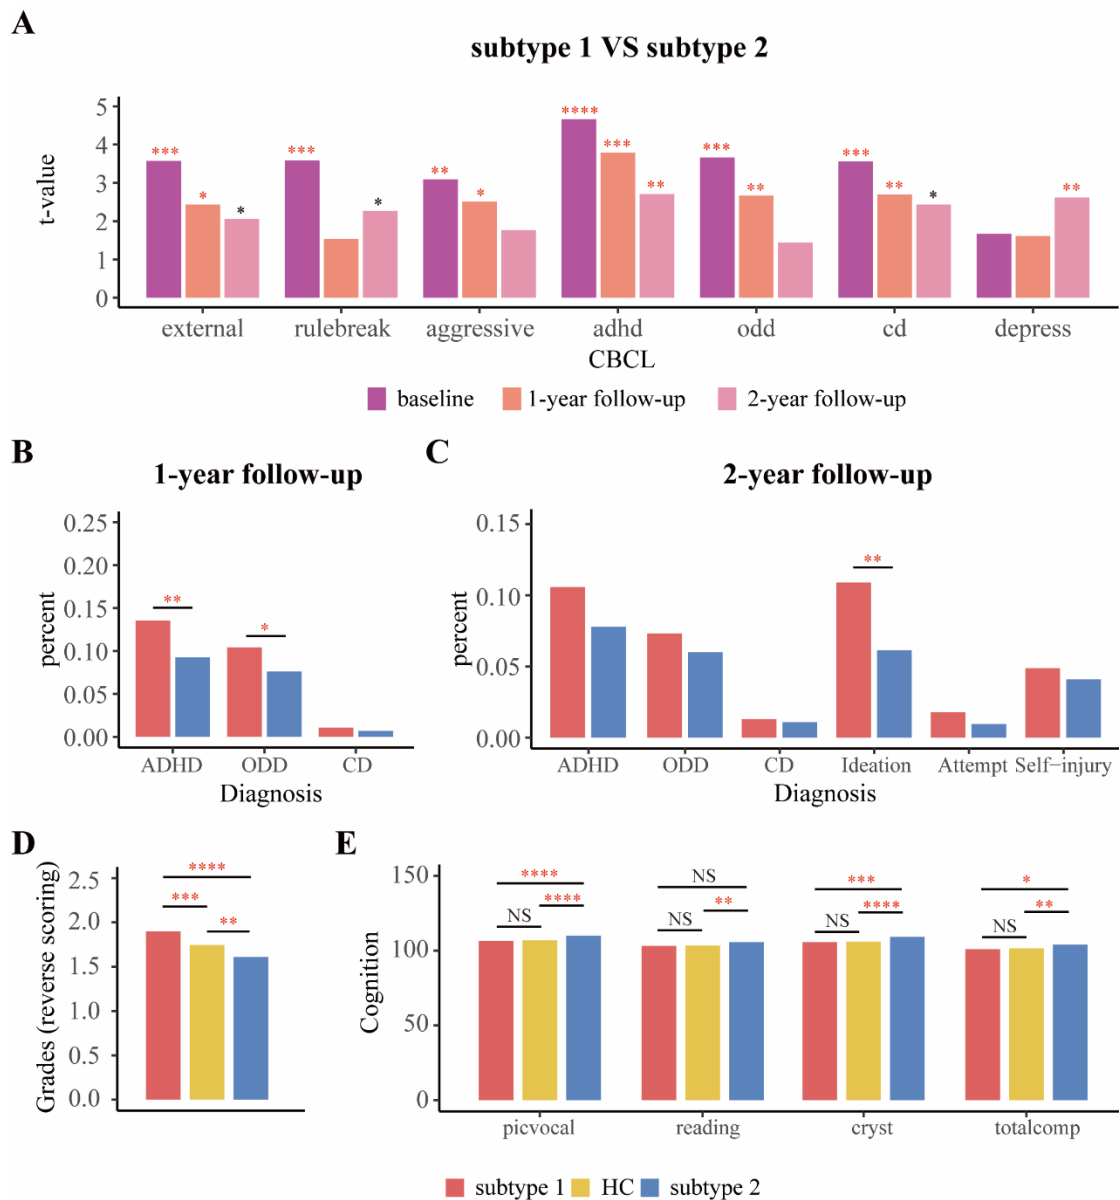 A
subtype 1 VS subtype 2
t-value
5
4
3
2
1
0
*** * * *** * ** * **** *** ** *** ** *** ** * **
external rulebreak aggressive adhd odd cd depress
CBCL
baseline 1-year follow-up 2-year follow-up
B
1-year follow-up
percent
0.25
0.20
0.15
0.10
0.05
0.00
** *
ADHD ODD CD
Diagnosis
C
2-year follow-up
percent
0.15
0.10
0.05
0.00
**
ADHD ODD CD Ideation Attempt Self−injury
Diagnosis
D
Grades (reverse scoring)
2.5
2.0
1.5
1.0
0.5
0.0
****
*** **
E
Cognition
150
100
50
0
**** NS *** *
NS **** NS ** NS **** NS **
picvocal reading cryst totalcomp
subtype 1 HC subtype 2